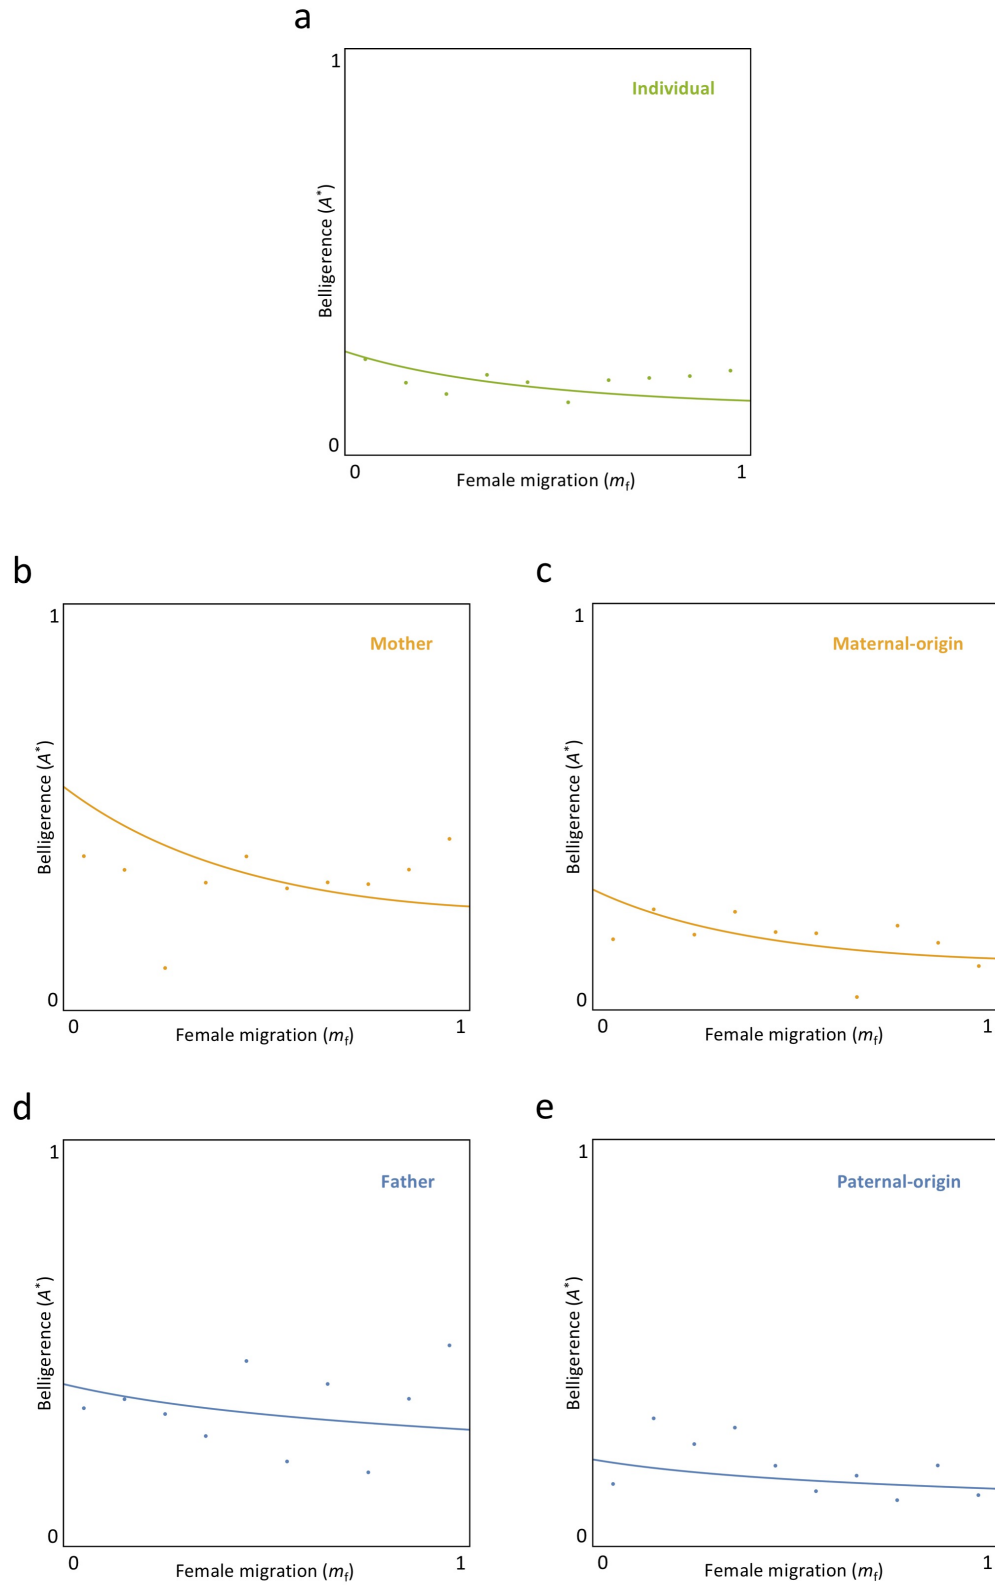 a
1
Individual
Belligerence (A*)
0
0
1
Female migration (mf)
b
1
Mother
Belligerence (A*)
0
0
1
Female migration (mf)
c
1
Maternal-origin
Belligerence (A*)
0
0
1
Female migration (mf)
d
1
Father
Belligerence (A*)
0
0
1
Female migration (mf)
e
1
Paternal-origin
Belligerence (A*)
0
0
1
Female migration (mf)